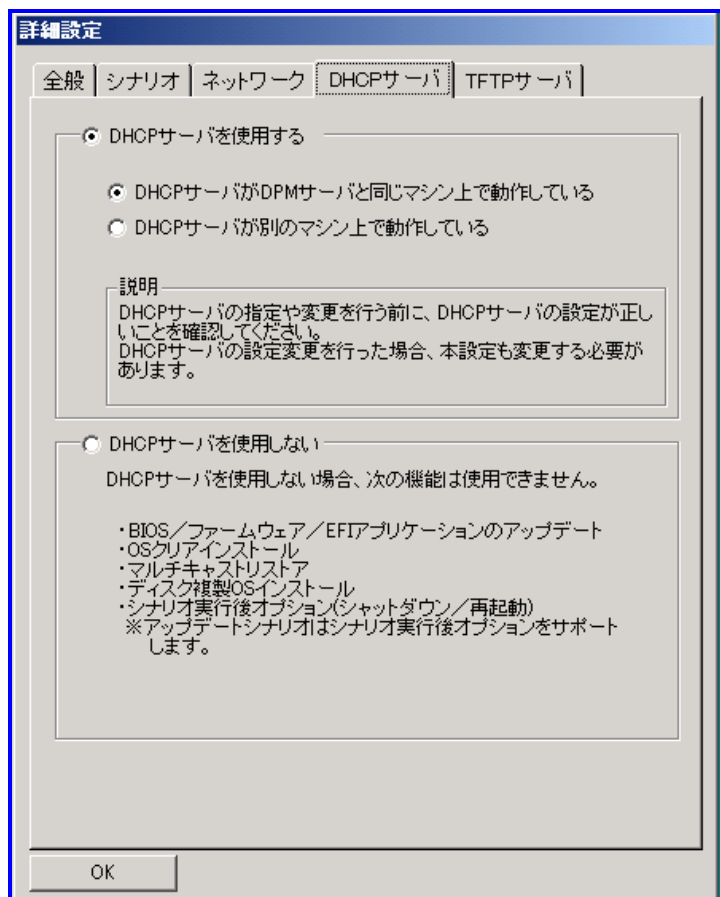 詳細設定
全般
シナリオ
ネットワーク
DHCPサーバ
TFTPサーバ
DHCPサーバを使用する
DHCPサーバがDPMサーバと同じマシン上で動作している
DHCPサーバが別のマシン上で動作している
説明
DHCPサーバの指定や変更を行う前に、DHCPサーバの設定が正し
いことを確認してください。
DHCPサーバの設定変更を行った場合、本設定も変更する必要が
あります。
DHCPサーバを使用しない
DHCPサーバを使用しない場合、次の機能は使用できません。
・BIOS／ファームウェア／EFIアプリケーションのアップデート
・OSクリアインストール
・マルチキャストリストア
・ディスク複製OSインストール
・シナリオ実行後オプション(シャットダウン／再起動)
※アップデートシナリオはシナリオ実行後オプションをサポート
します。
OK